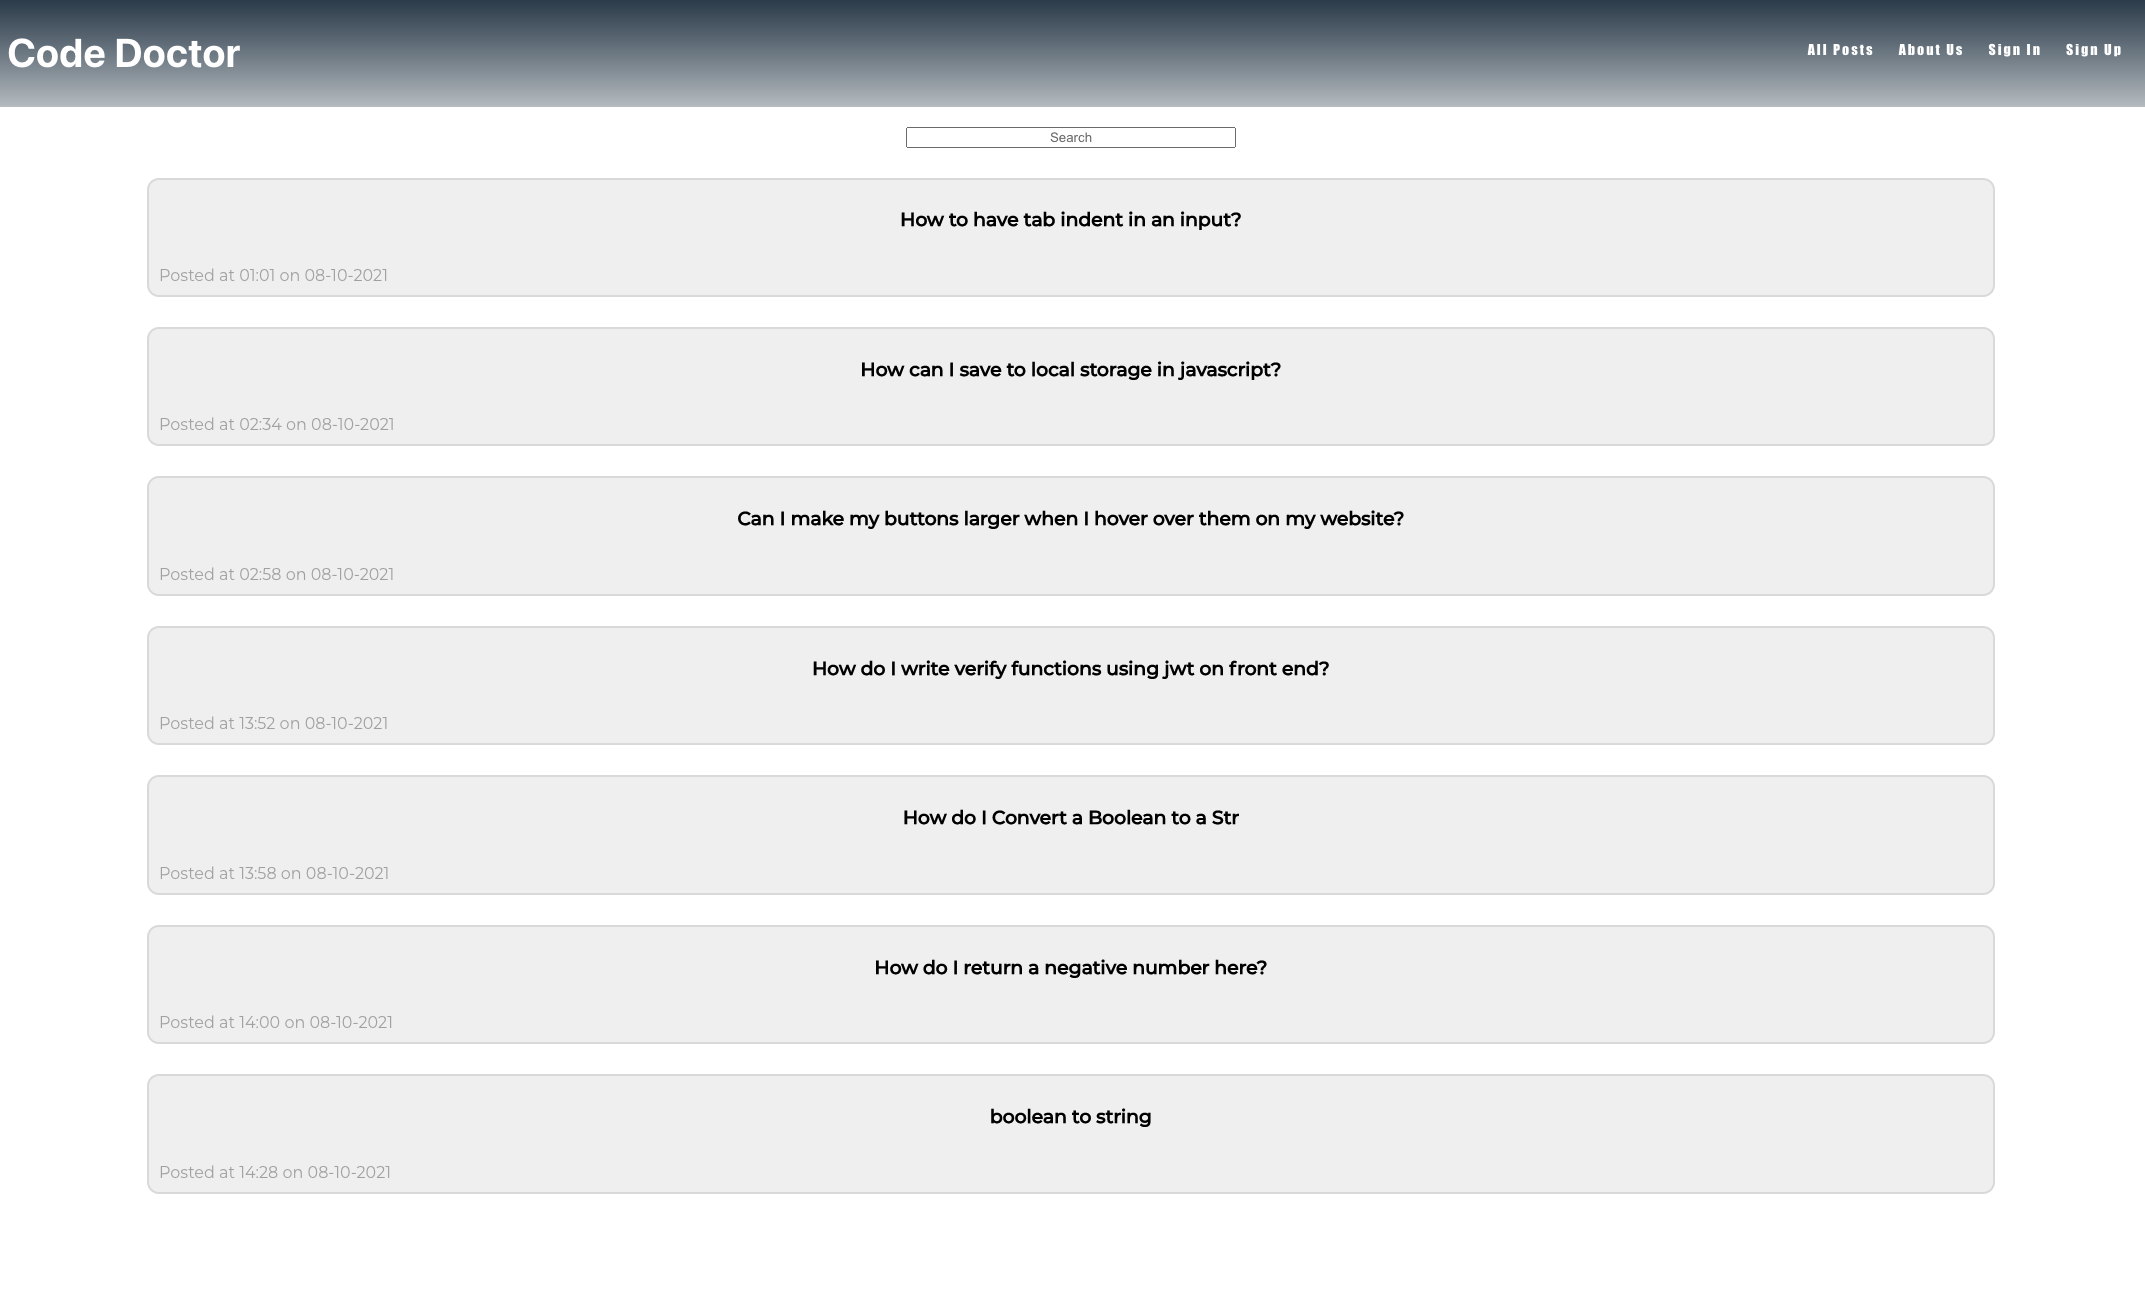 Code Doctor
All Posts About Us Sign In Sign Up
Search
How to have tab indent in an input?
Posted at 01:01 on 08-10-2021
How can I save to local storage in javascript?
Posted at 02:34 on 08-10-2021
Can I make my buttons larger when I hover over them on my website?
Posted at 02:58 on 08-10-2021
How do I write verify functions using jwt on front end?
Posted at 13:52 on 08-10-2021
How do I Convert a Boolean to a Str
Posted at 13:58 on 08-10-2021
How do I return a negative number here?
Posted at 14:00 on 08-10-2021
boolean to string
Posted at 14:28 on 08-10-2021